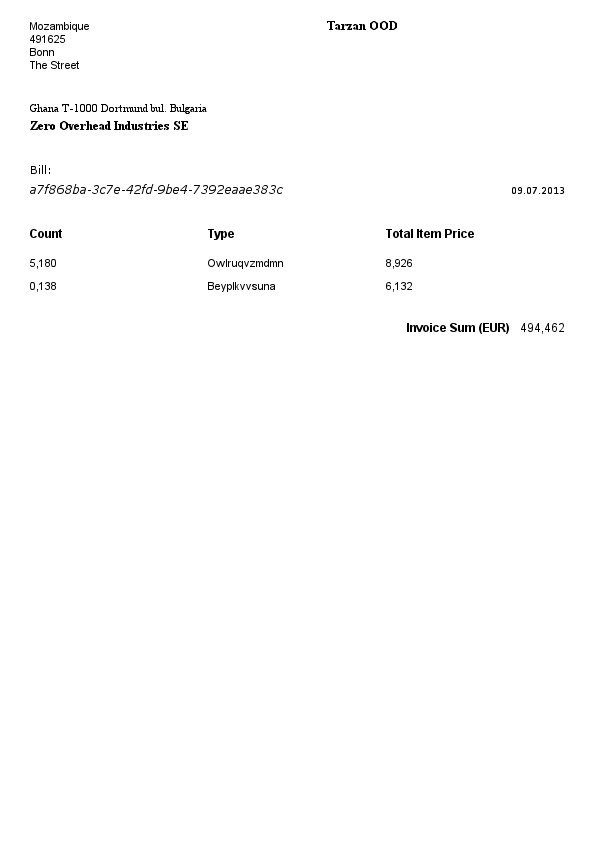 Mozambique
491625
Bonn
The Street
Tarzan OOD
Ghana T-1000 Dortmund bul. Bulgaria
Zero Overhead Industries SE
Bill:
a7f868ba-3c7e-42fd-9be4-7392eaae383c 09.07.2013
Count Type Total Item Price
5,180 Owlruqvzmdmn 8,926
0,138 Beyplkvvsuna 6,132
Invoice Sum (EUR) 494,462